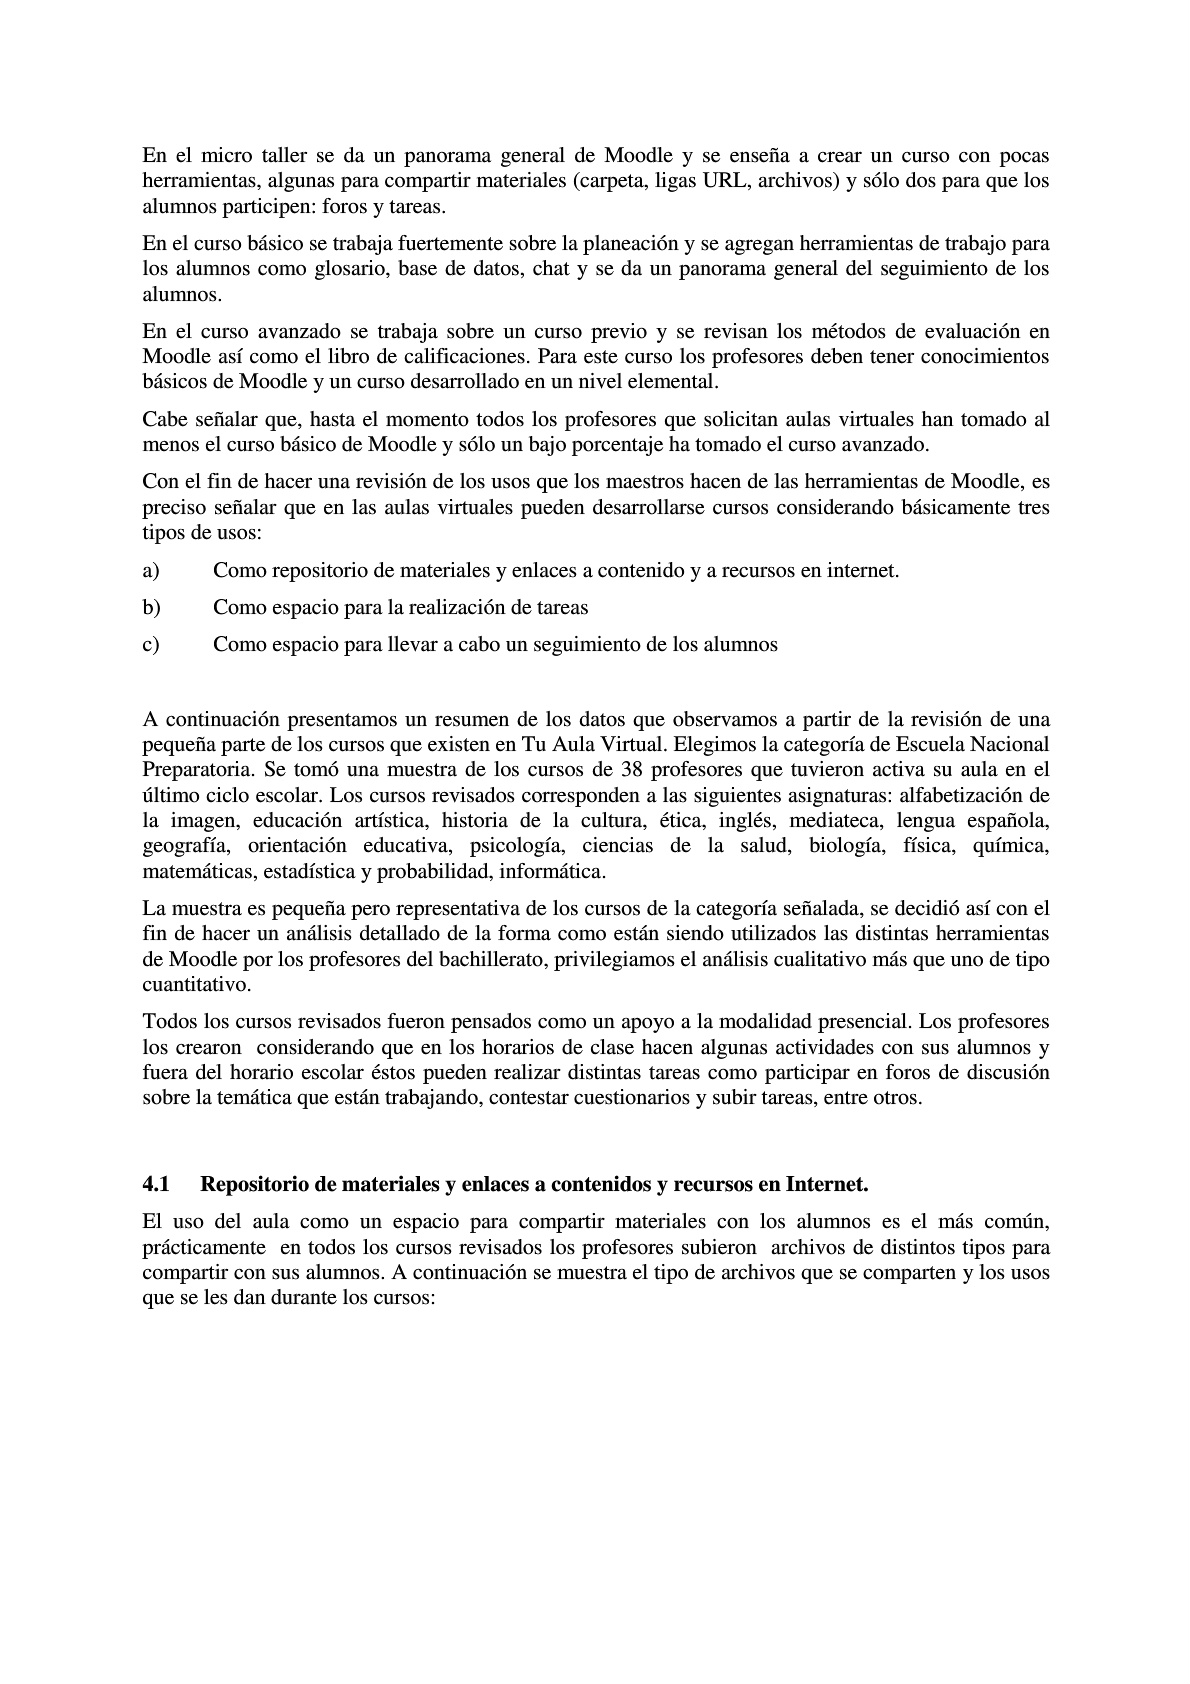 En el micro taller se da un panorama general de Moodle y se enseña a crear un curso con pocas
herramientas, algunas para compartir materiales (carpeta, ligas URL, archivos) y sólo dos para que los
alumnos participen: foros y tareas.
En el curso básico se trabaja fuertemente sobre la planeación y se agregan herramientas de trabajo para
los alumnos como glosario, base de datos, chat y se da un panorama general del seguimiento de los
alumnos.
En el curso avanzado se trabaja sobre un curso previo y se revisan los métodos de evaluación en
Moodle así como el libro de calificaciones. Para este curso los profesores deben tener conocimientos
básicos de Moodle y un curso desarrollado en un nivel elemental.
Cabe señalar que, hasta el momento todos los profesores que solicitan aulas virtuales han tomado al
menos el curso básico de Moodle y sólo un bajo porcentaje ha tomado el curso avanzado.
Con el fin de hacer una revisión de los usos que los maestros hacen de las herramientas de Moodle, es
preciso señalar que en las aulas virtuales pueden desarrollarse cursos considerando básicamente tres
tipos de usos:
a) Como repositorio de materiales y enlaces a contenido y a recursos en internet.
b) Como espacio para la realización de tareas
c) Como espacio para llevar a cabo un seguimiento de los alumnos
A continuación presentamos un resumen de los datos que observamos a partir de la revisión de una
pequeña parte de los cursos que existen en Tu Aula Virtual. Elegimos la categoría de Escuela Nacional
Preparatoria. Se tomó una muestra de los cursos de 38 profesores que tuvieron activa su aula en el
último ciclo escolar. Los cursos revisados corresponden a las siguientes asignaturas: alfabetización de
la imagen, educación artística, historia de la cultura, ética, inglés, mediateca, lengua española,
geografía, orientación educativa, psicología, ciencias de la salud, biología, física, química,
matemáticas, estadística y probabilidad, informática.
La muestra es pequeña pero representativa de los cursos de la categoría señalada, se decidió así con el
fin de hacer un análisis detallado de la forma como están siendo utilizados las distintas herramientas
de Moodle por los profesores del bachillerato, privilegiamos el análisis cualitativo más que uno de tipo
cuantitativo.
Todos los cursos revisados fueron pensados como un apoyo a la modalidad presencial. Los profesores
los crearon considerando que en los horarios de clase hacen algunas actividades con sus alumnos y
fuera del horario escolar éstos pueden realizar distintas tareas como participar en foros de discusión
sobre la temática que están trabajando, contestar cuestionarios y subir tareas, entre otros.
4.1 Repositorio de materiales y enlaces a contenidos y recursos en Internet.
El uso del aula como un espacio para compartir materiales con los alumnos es el más común,
prácticamente en todos los cursos revisados los profesores subieron archivos de distintos tipos para
compartir con sus alumnos. A continuación se muestra el tipo de archivos que se comparten y los usos
que se les dan durante los cursos: